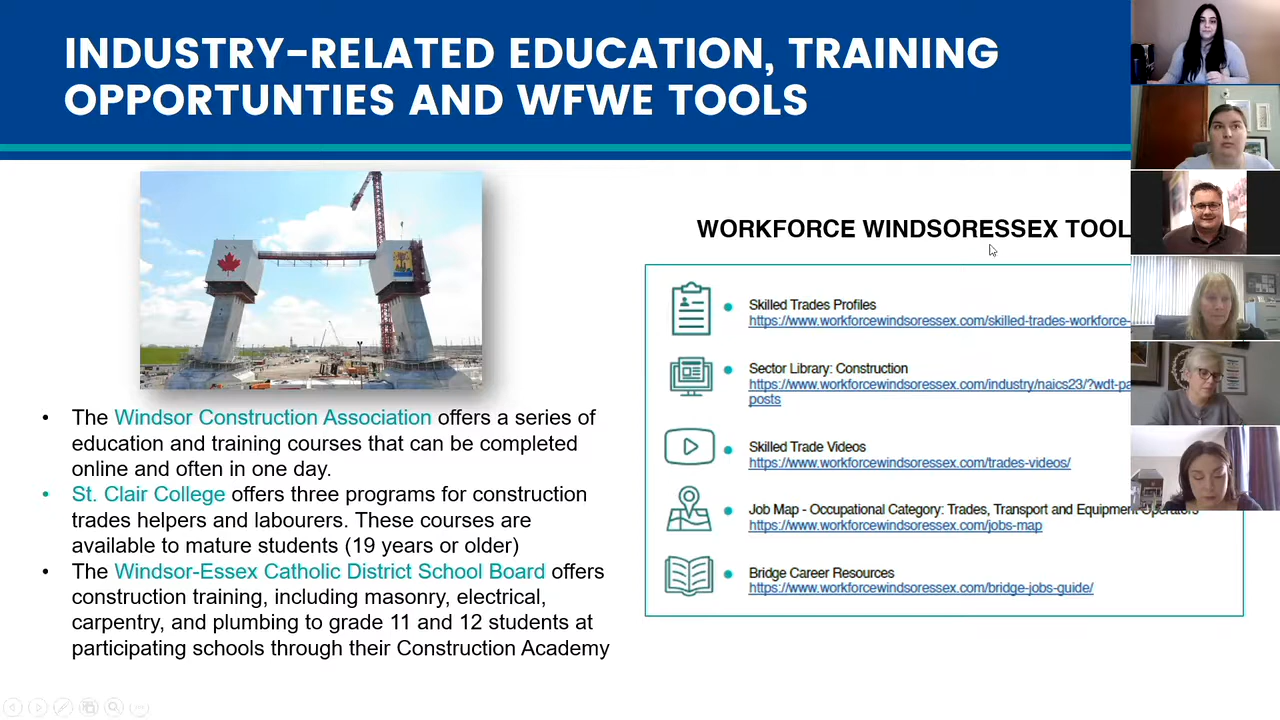 INDUSTRY-RELATED EDUCATION, TRAINING
OPPORTUNTIES AND WFWE TOOLS
• The Windsor Construction Association offers a series of
education and training courses that can be completed
online and often in one day.
• St. Clair College offers three programs for construction
trades helpers and labourers. These courses are
available to mature students (19 years or older)
• The Windsor-Essex Catholic District School Board offers
construction training, including masonry, electrical,
carpentry, and plumbing to grade 11 and 12 students at
participating schools through their Construction Academy
WORKFORCE WINDSORESSEX TOOL
• Skilled Trades Profiles
https://www.workforcewindsoressex.com/skilled-trades-workforce-
• Sector Library: Construction
https://www.workforcewindsoressex.com/industry/naics23/?wdt-pa
posts
• Skilled Trade Videos
https://www.workforcewindsoressex.com/trades-videos/
• Job Map - Occupational Category: Trades, Transport and Equipment Operators
https://www.workforcewindsoressex.com/jobs-map
• Bridge Career Resources
https://www.workforcewindsoressex.com/bridge-jobs-guide/